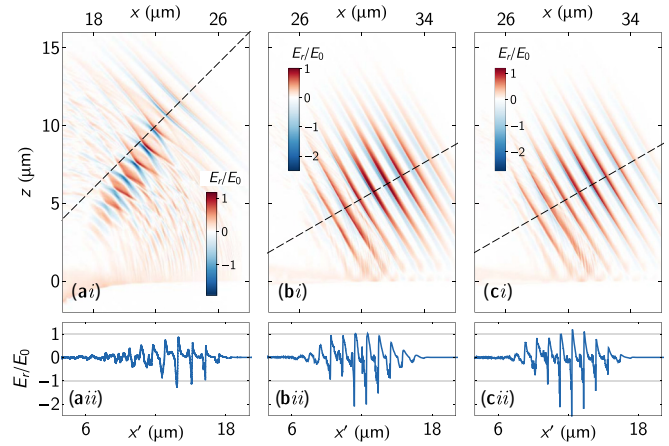 x (μm) x (μm) x (μm)
18 26 26 34 26 34
15
10
5
0
z (μm)
E_r/E_0
1
0
−1
E_r/E_0
1
0
−1
−2
E_r/E_0
1
0
−1
−2
(ai) (bi) (ci)
E_r/E_0
1
0
−1
−2
(aii) (bii) (cii)
6 18 6 18 6 18
x′ (μm) x′ (μm) x′ (μm)